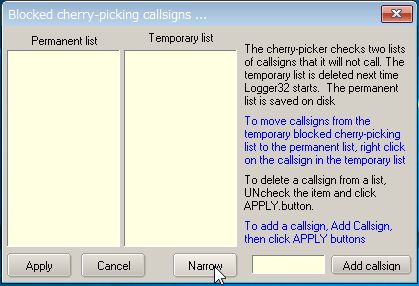 Blocked cherry-picking callsigns ...
Permanent list
Temporary list
The cherry-picker checks two
lists of callsigns that it will not call. The
temporary list is deleted next time
Logger32 starts.  The permanent
list is saved on disk
To move callsigns from the
temporary blocked cherry-picking
list to the permanent list, right click
on the callsign in the temporary list
To delete a callsign from a list,
UNcheck the item and click
APPLY.button.
To add a callsign, Add Callsign,
then click APPLY buttons
Apply
Cancel
Narrow
Add callsign